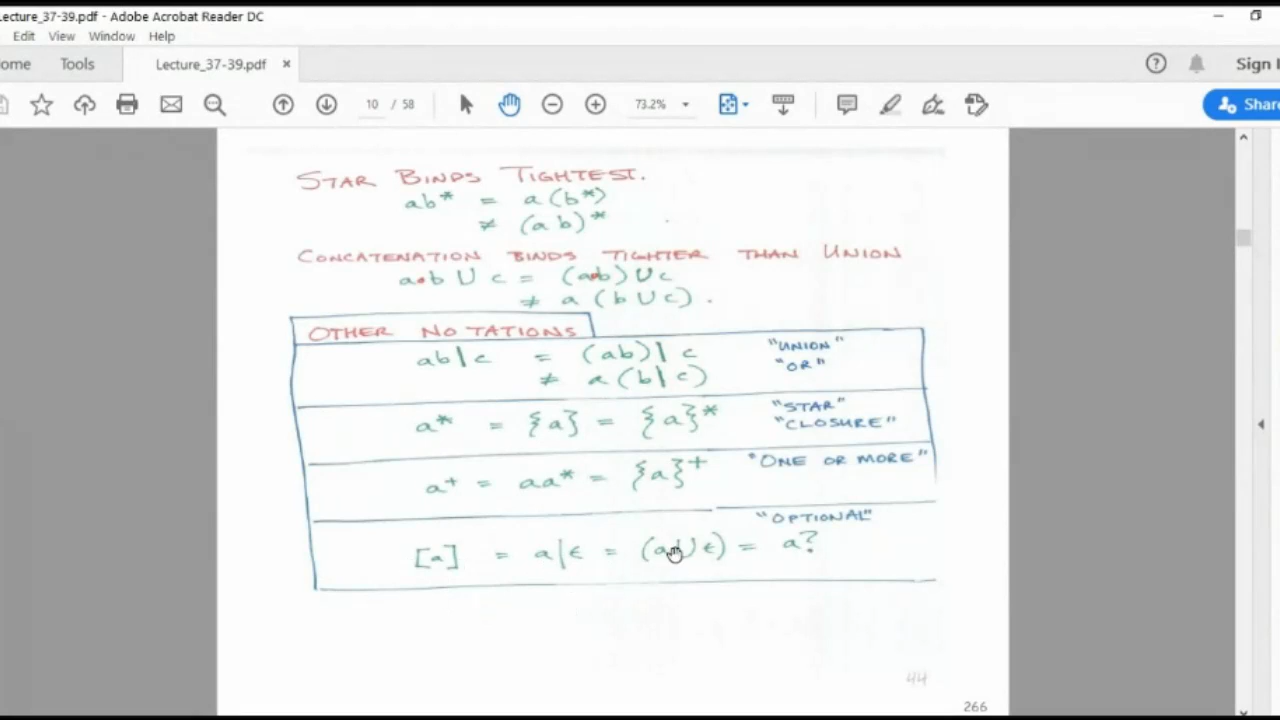 Lecture_37-39.pdf - Adobe Acrobat Reader DC
Edit View Window Help
ome Tools Lecture_37-39.pdf × Sign I
10 / 58 73.2% Shar
STAR BINDS TIGHTEST.
ab* = a(b*)
≠ (ab)*
CONCATENATION BINDS TIGHTER THAN UNION
a•b ∪ c = (a•b) ∪ c
≠ a (b ∪ c).
OTHER NOTATIONS
ab|c = (ab)|c "UNION"
≠ a(b|c) "OR"
a* = {a} = {a}* "STAR"
"CLOSURE"
a+ = aa* = {a}+ "ONE OR MORE"
"OPTIONAL"
[a] = a|ε = (a∪ε) = a?
44
266